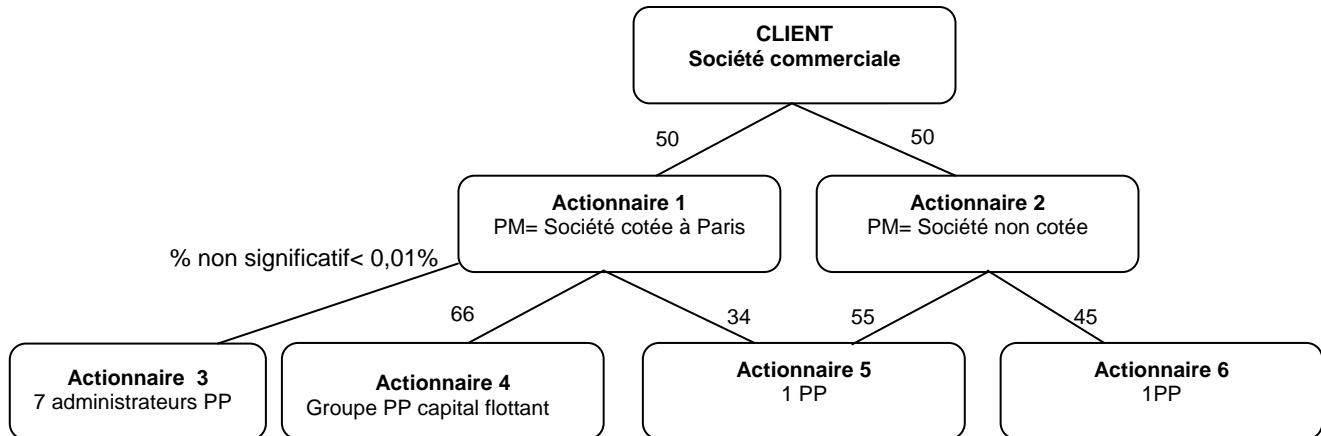 CLIENT
Société commerciale
50
50
Actionnaire 1
PM= Société cotée à Paris
Actionnaire 2
PM= Société non cotée
% non significatif< 0,01%
66
34
55
45
Actionnaire 3
7 administrateurs PP
Actionnaire 4
Groupe PP capital flottant
Actionnaire 5
1 PP
Actionnaire 6
1PP